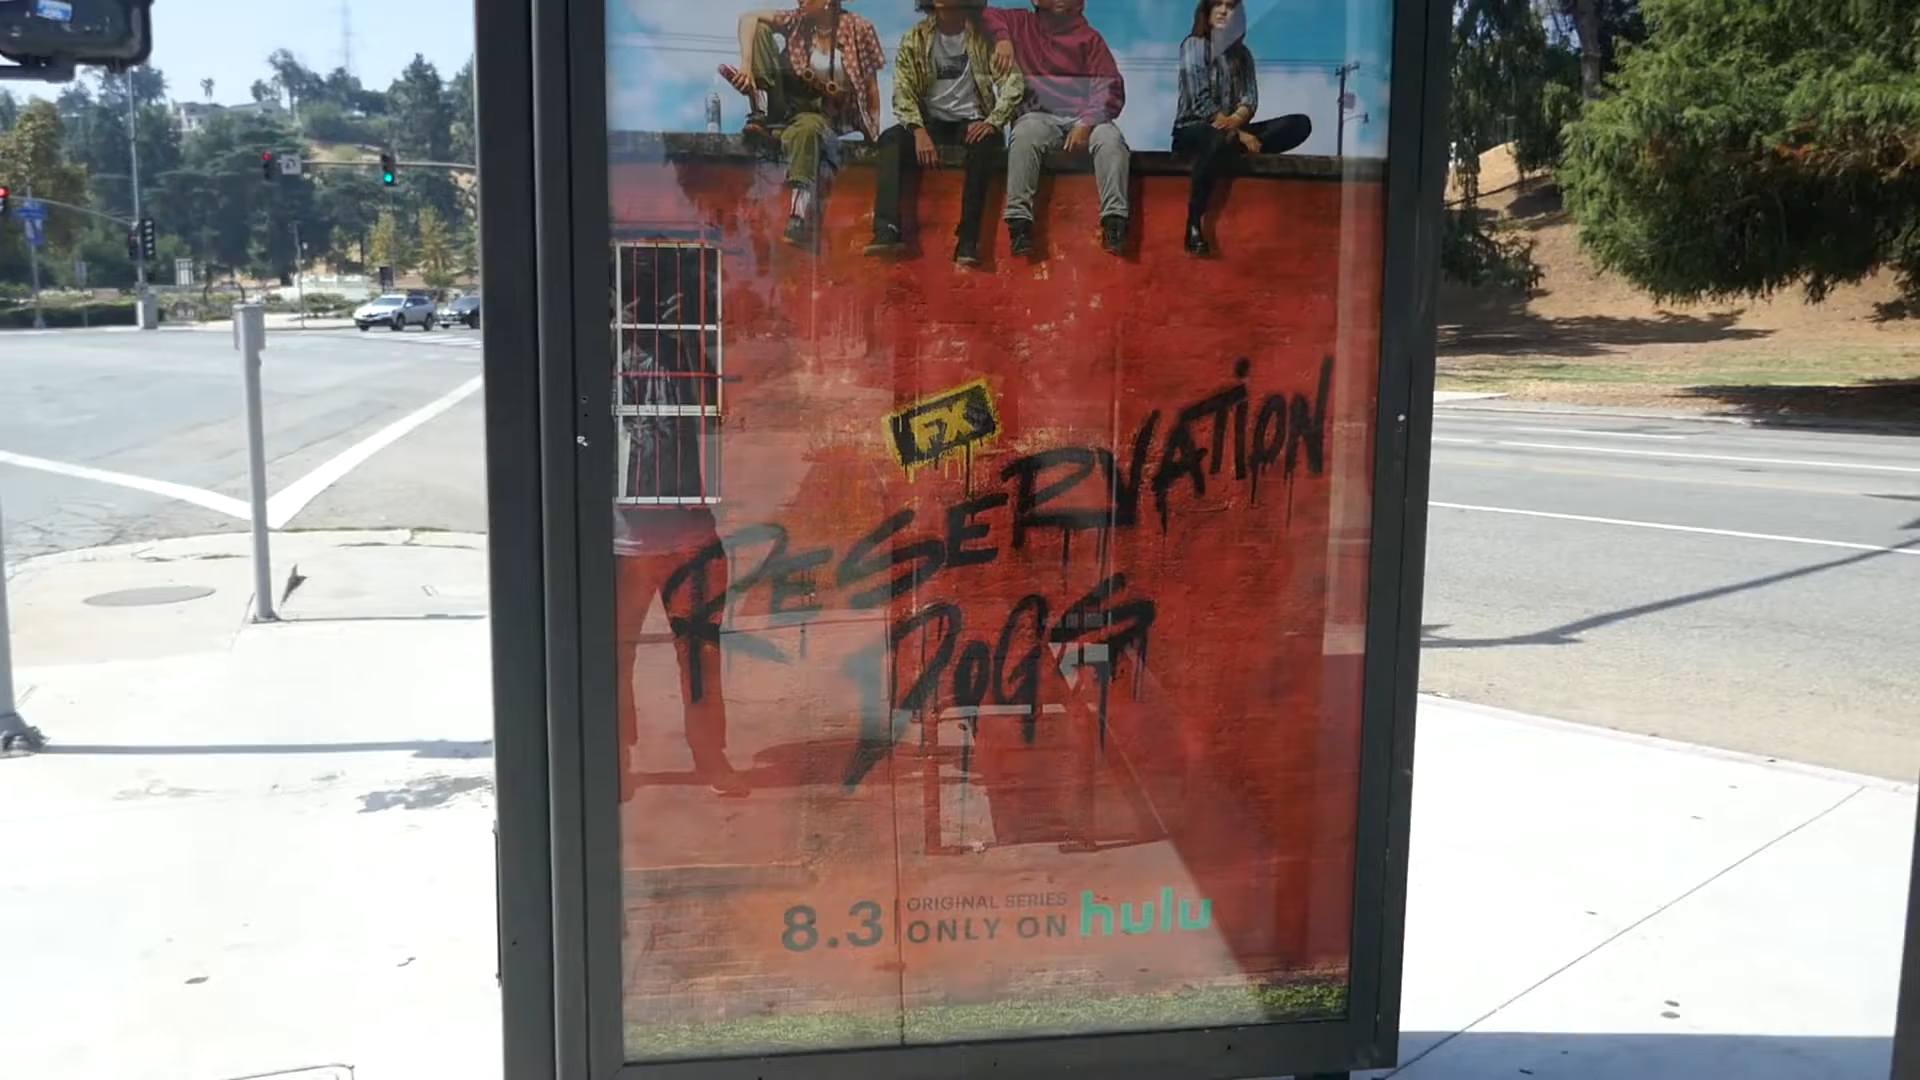 FX
RESERVATION
DOGS
8.3
ORIGINAL SERIES
ONLY ON hulu